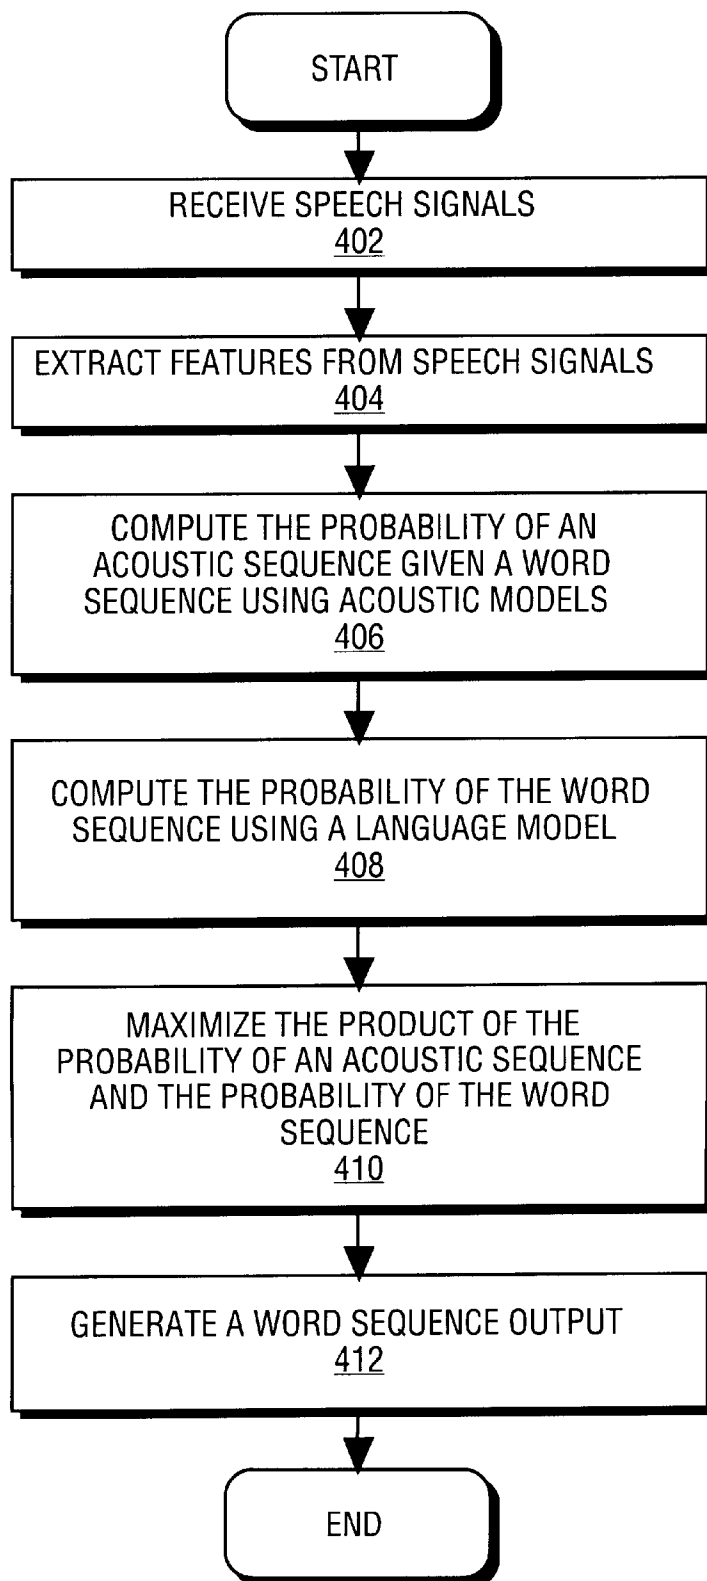 START
RECEIVE SPEECH SIGNALS
402
EXTRACT FEATURES FROM SPEECH SIGNALS
404
COMPUTE THE PROBABILITY OF AN
ACOUSTIC SEQUENCE GIVEN A WORD
SEQUENCE USING ACOUSTIC MODELS
406
COMPUTE THE PROBABILITY OF THE WORD
SEQUENCE USING A LANGUAGE MODEL
408
MAXIMIZE THE PRODUCT OF THE
PROBABILITY OF AN ACOUSTIC SEQUENCE
AND THE PROBABILITY OF THE WORD
SEQUENCE
410
GENERATE A WORD SEQUENCE OUTPUT
412
END